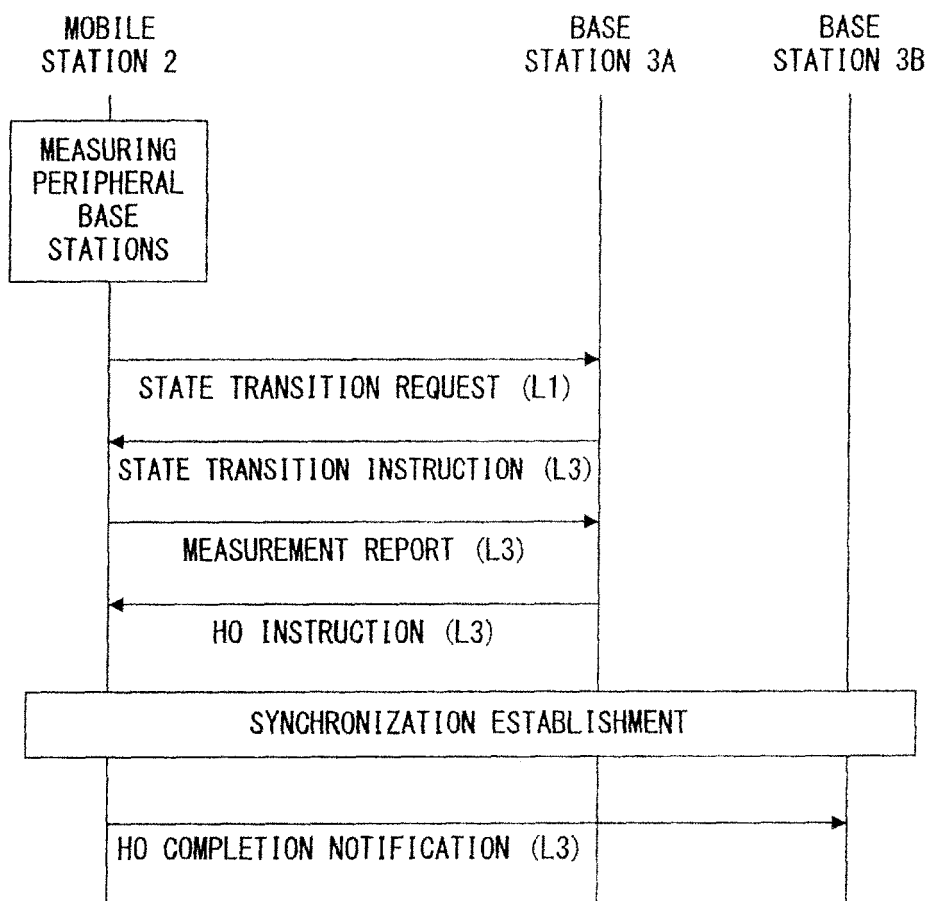 MOBILE
STATION 2
BASE
STATION 3A
BASE
STATION 3B
MEASURING
PERIPHERAL
BASE
STATIONS
STATE TRANSITION REQUEST (L1)
STATE TRANSITION INSTRUCTION (L3)
MEASUREMENT REPORT (L3)
HO INSTRUCTION (L3)
SYNCHRONIZATION ESTABLISHMENT
HO COMPLETION NOTIFICATION (L3)